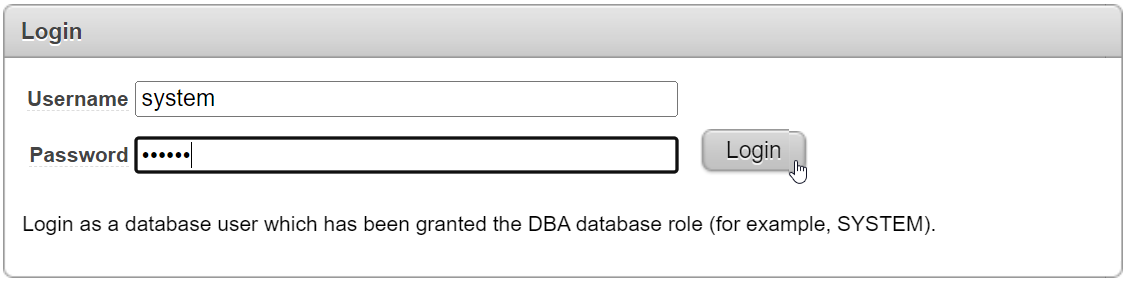 Login
Username system
Password ••••••
Login
Login as a database user which has been granted the DBA database role (for example, SYSTEM).